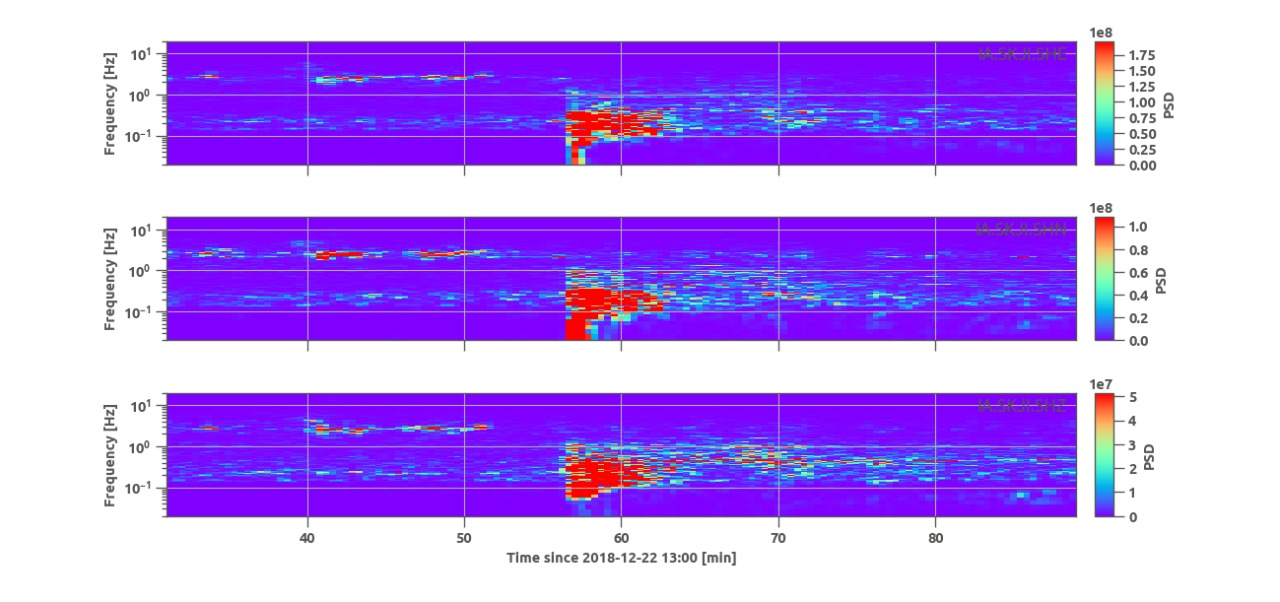 1e8
10¹
10⁰
10⁻¹
Frequency [Hz]
IA.SKJI.SHE
1.75
1.50
1.25
1.00
0.75
0.50
0.25
0.00
PSD
1e8
10¹
10⁰
10⁻¹
Frequency [Hz]
IA.SKJI.SHN
1.0
0.8
0.6
0.4
0.2
0.0
PSD
1e7
10¹
10⁰
10⁻¹
Frequency [Hz]
IA.SKJI.SHZ
5
4
3
2
1
0
PSD
40 50 60 70 80
Time since 2018-12-22 13:00 [min]